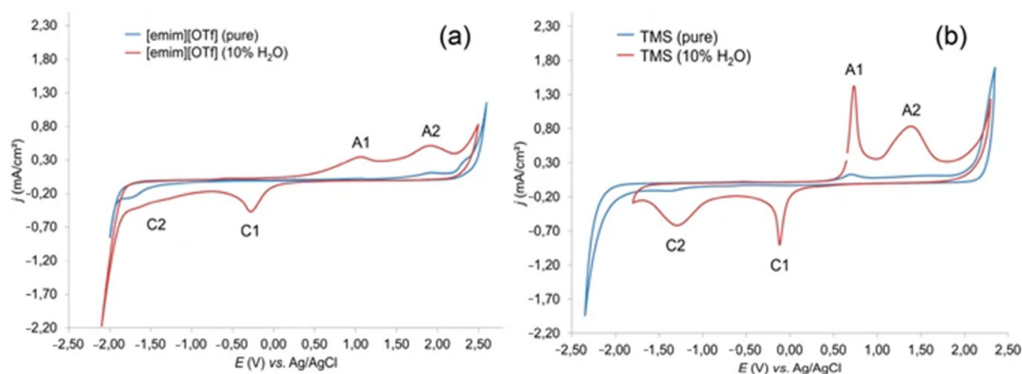 (a)
[emim][OTf] (pure)
[emim][OTf] (10% H₂O)
j (mA/cm²)
2,30
1,80
1,30
0,80
0,30
-0,20
-0,70
-1,20
-1,70
-2,20
A1
A2
C2
C1
-2,50 -2,00 -1,50 -1,00 -0,50 0,00 0,50 1,00 1,50 2,00 2,50
E (V) vs. Ag/AgCl
(b)
TMS (pure)
TMS (10% H₂O)
j (mA/cm²)
2,30
1,80
1,30
0,80
0,30
-0,20
-0,70
-1,20
-1,70
-2,20
A1
A2
C2
C1
-2,50 -2,00 -1,50 -1,00 -0,50 0,00 0,50 1,00 1,50 2,00 2,50
E (V) vs. Ag/AgCl